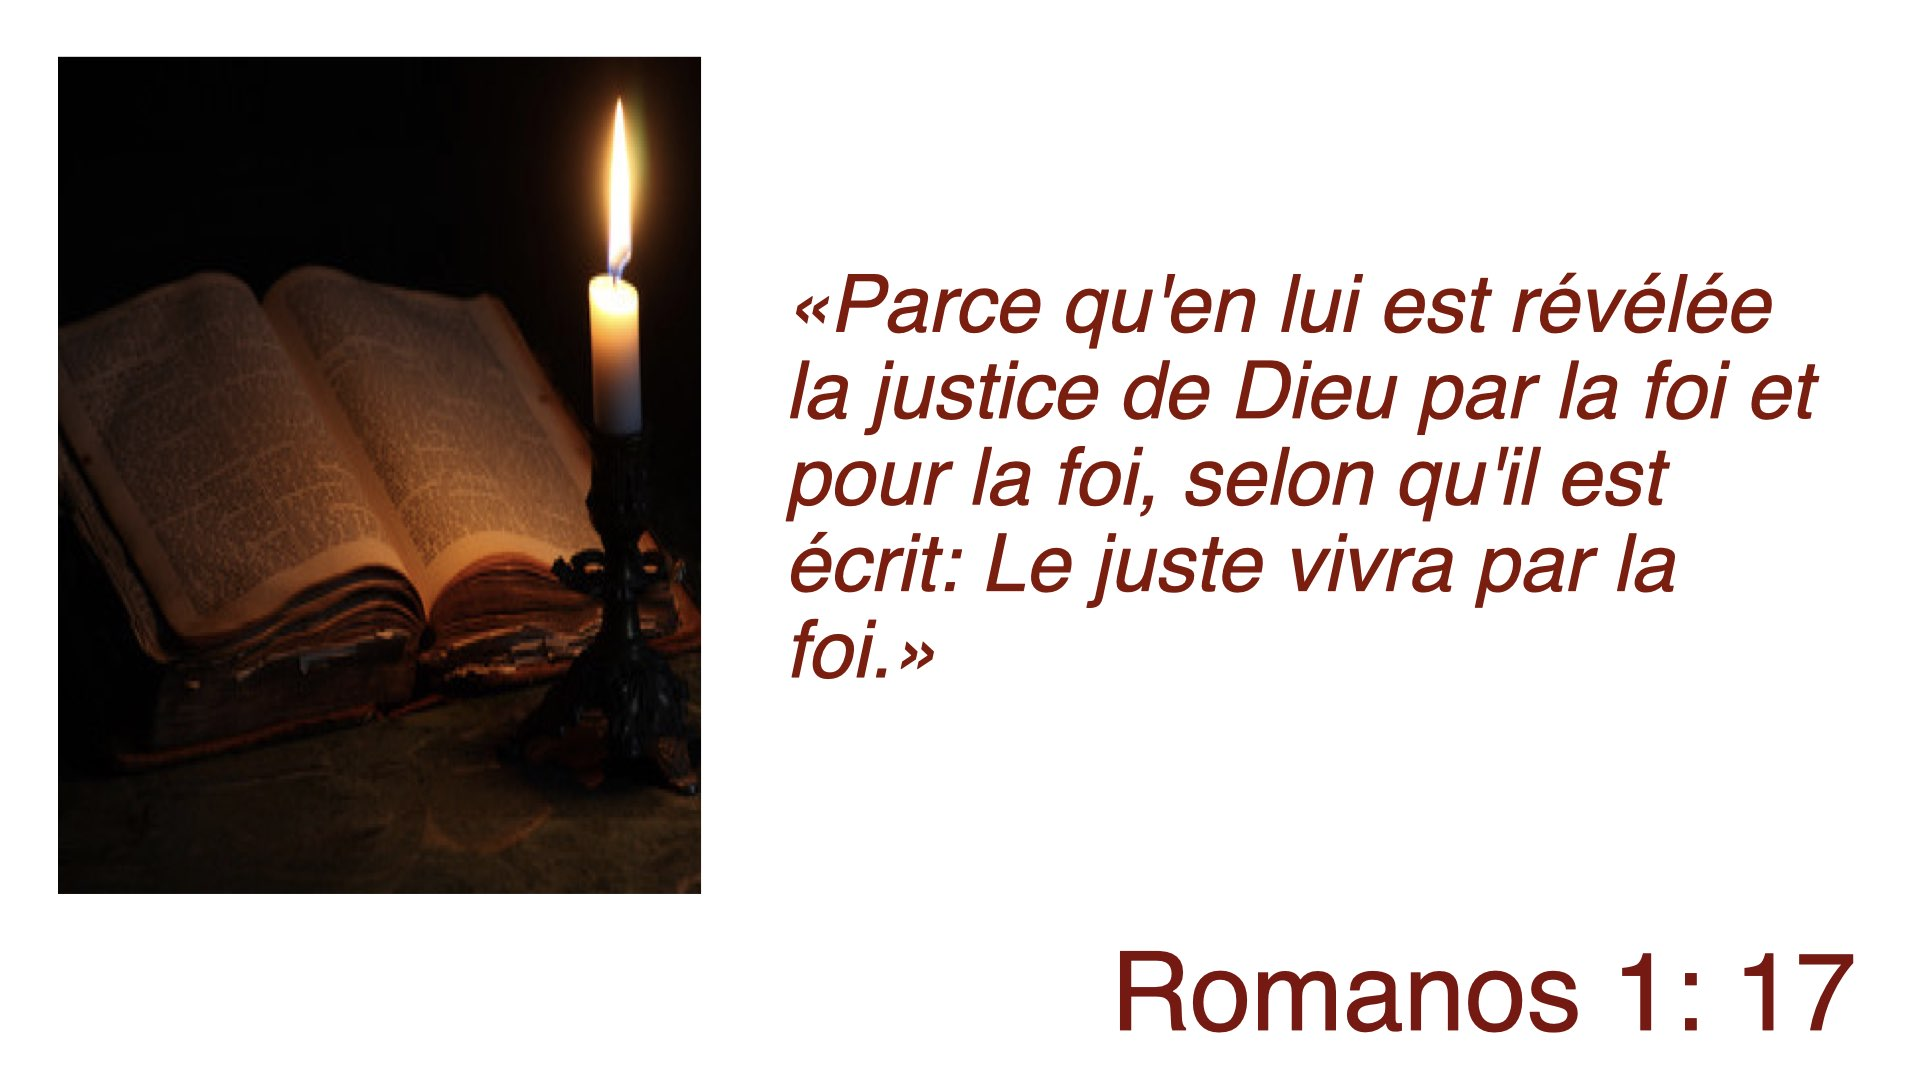 «Parce qu'en lui est révélée
la justice de Dieu par la foi et
pour la foi, selon qu'il est
écrit: Le juste vivra par la
foi.»
Romanos 1: 17